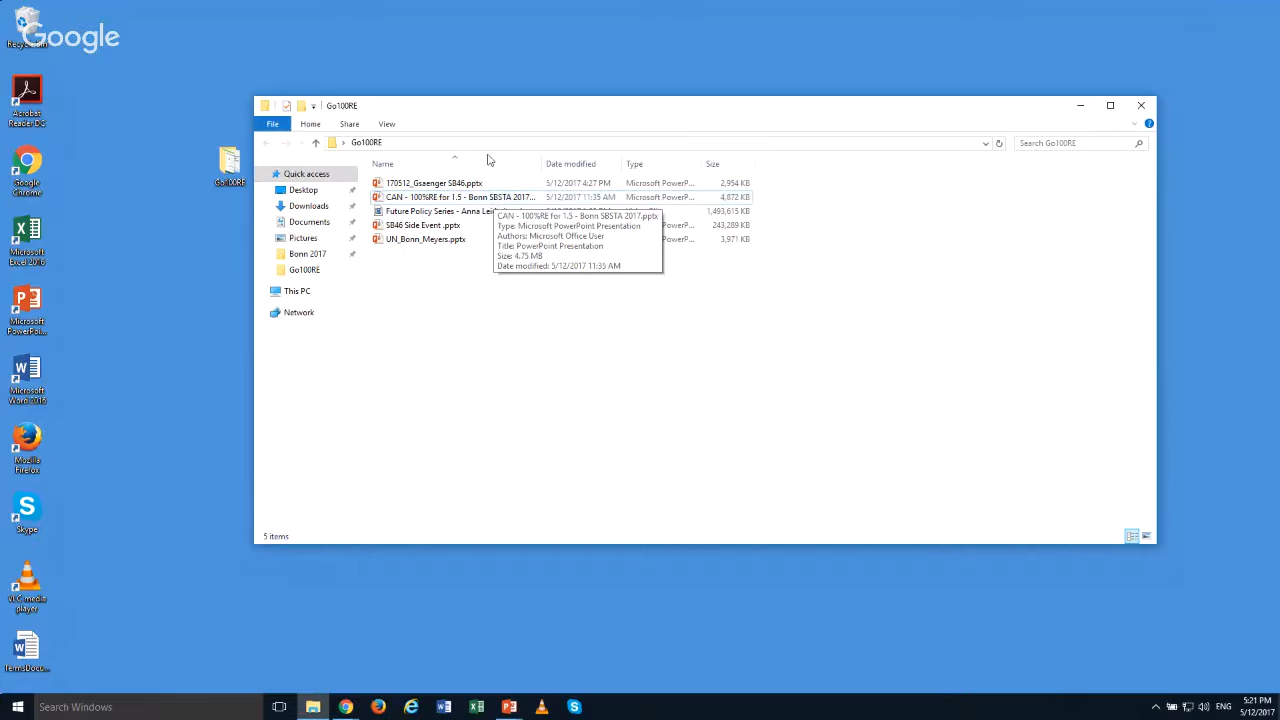 Google
Acrobat
Reader DC
Google
Chrome
Microsoft
Excel 2016
Microsoft
PowerPoi...
Microsoft
Word 2016
Mozilla
Firefox
Skype
VLC media
player
Go100RE
Go100RE
File
Home
Share
View
Go100RE
Search Go100RE
Name
Date modified
Type
Size
Quick access
Desktop
Downloads
Documents
Pictures
Bonn 2017
Go100RE
This PC
Network
170512_Gsaenger SB46.pptx 5/12/2017 4:27 PM Microsoft PowerP... 2,954 KB
CAN - 100%RE for 1.5 - Bonn SBSTA 2017... 5/12/2017 11:35 AM Microsoft PowerP... 4,872 KB
Future Policy Series - Anna 1,493,615 KB
SB46 Side Event .pptx Microsoft PowerP... 243,289 KB
UN_Bonn_Meyers.pptx Microsoft PowerP... 3,971 KB
CAN - 100%RE for 1.5 - Bonn SBSTA 2017.pptx
Type: Microsoft PowerPoint Presentation
Authors: Microsoft Office User
Title: PowerPoint Presentation
Size: 4.75 MB
Date modified: 5/12/2017 11:35 AM
5 items
Search Windows
ENG
5:21 PM
5/12/2017